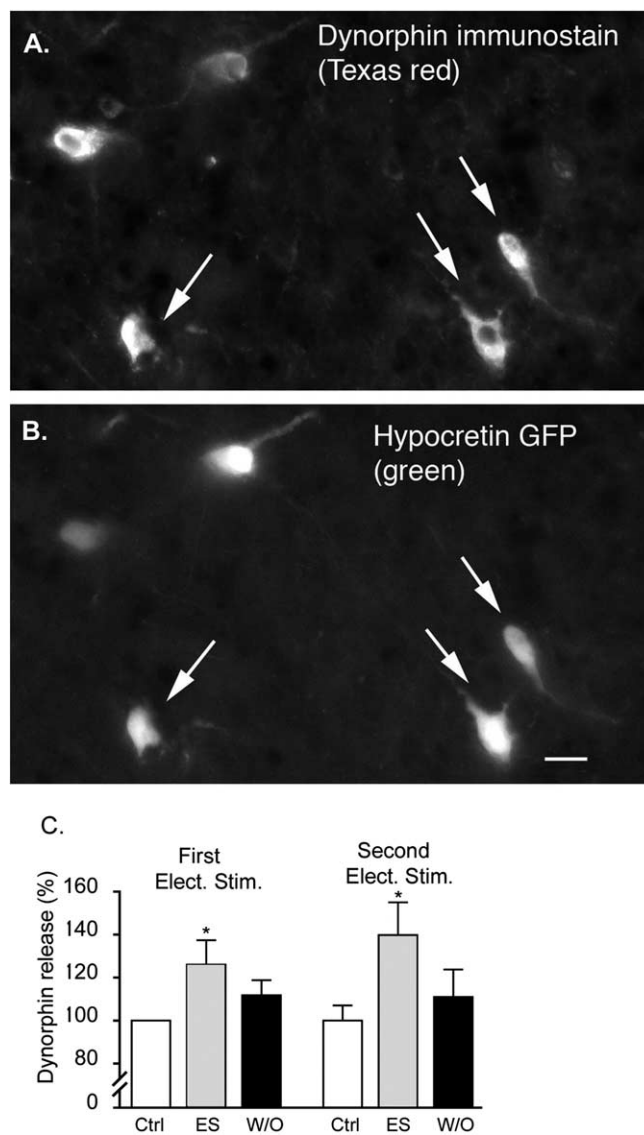 A.
Dynorphin immunostain
(Texas red)
B.
Hypocretin GFP
(green)
C.
First
Elect. Stim.
Second
Elect. Stim.
Dynorphin release (%)
160
140
120
100
80
0
*
*
Ctrl ES W/O Ctrl ES W/O